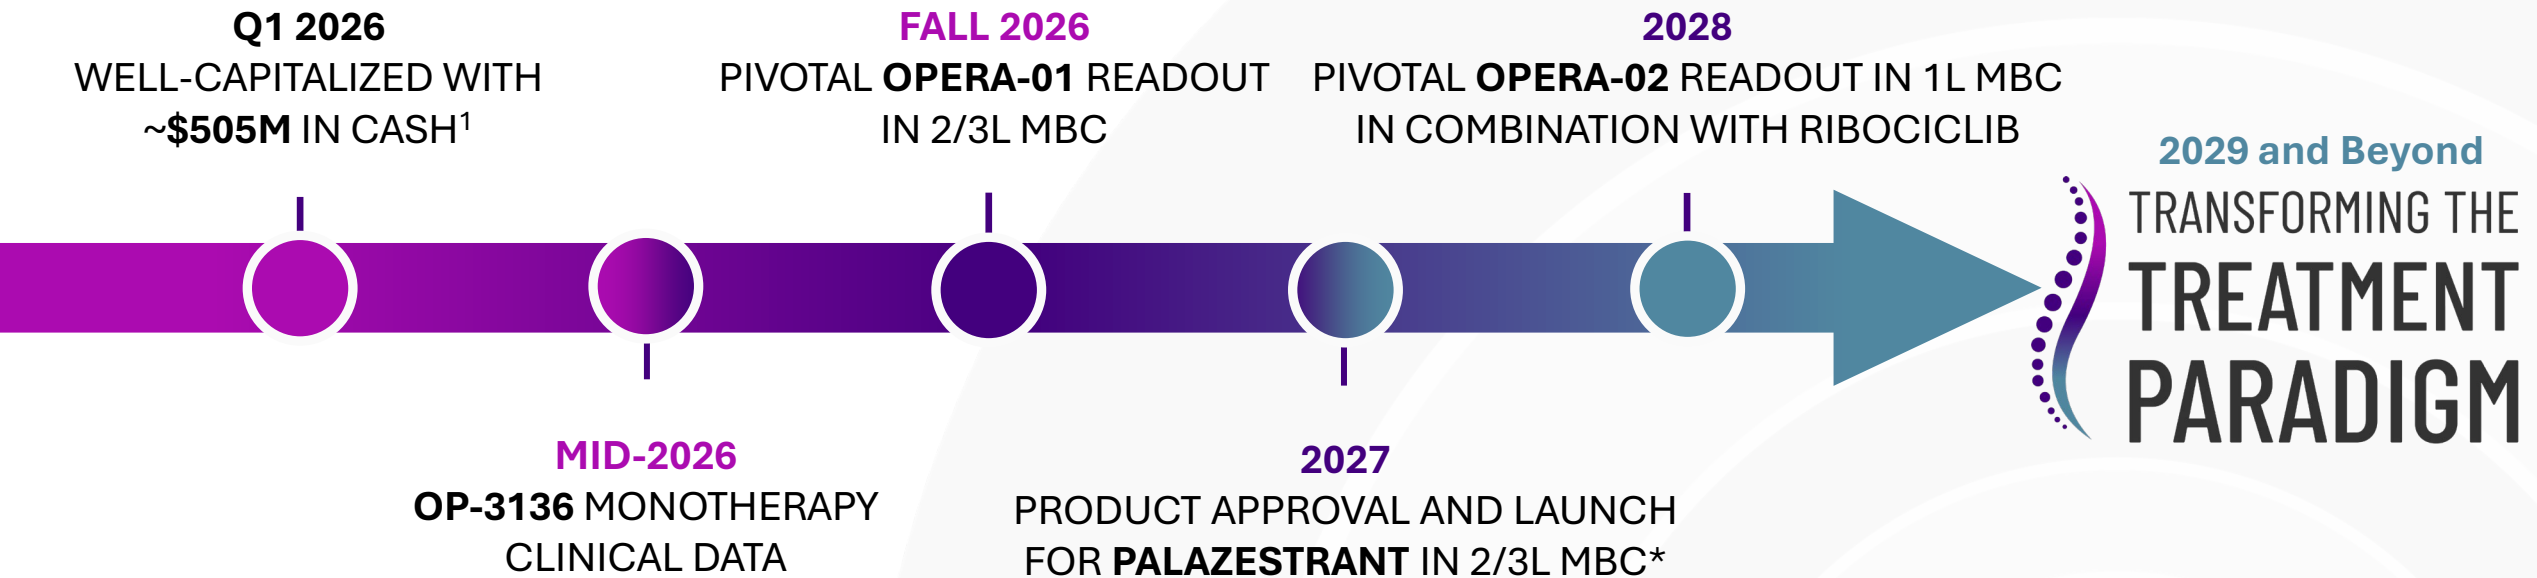 Q1 2026
WELL-CAPITALIZED WITH
~$505M IN CASH¹
MID-2026
OP-3136 MONOTHERAPY
CLINICAL DATA
FALL 2026
PIVOTAL OPERA-01 READOUT
IN 2/3L MBC
2027
PRODUCT APPROVAL AND LAUNCH
FOR PALAZESTRANT IN 2/3L MBC*
2028
PIVOTAL OPERA-02 READOUT IN 1L MBC
IN COMBINATION WITH RIBOCICLIB
2029 and Beyond
TRANSFORMING THE
TREATMENT
PARADIGM